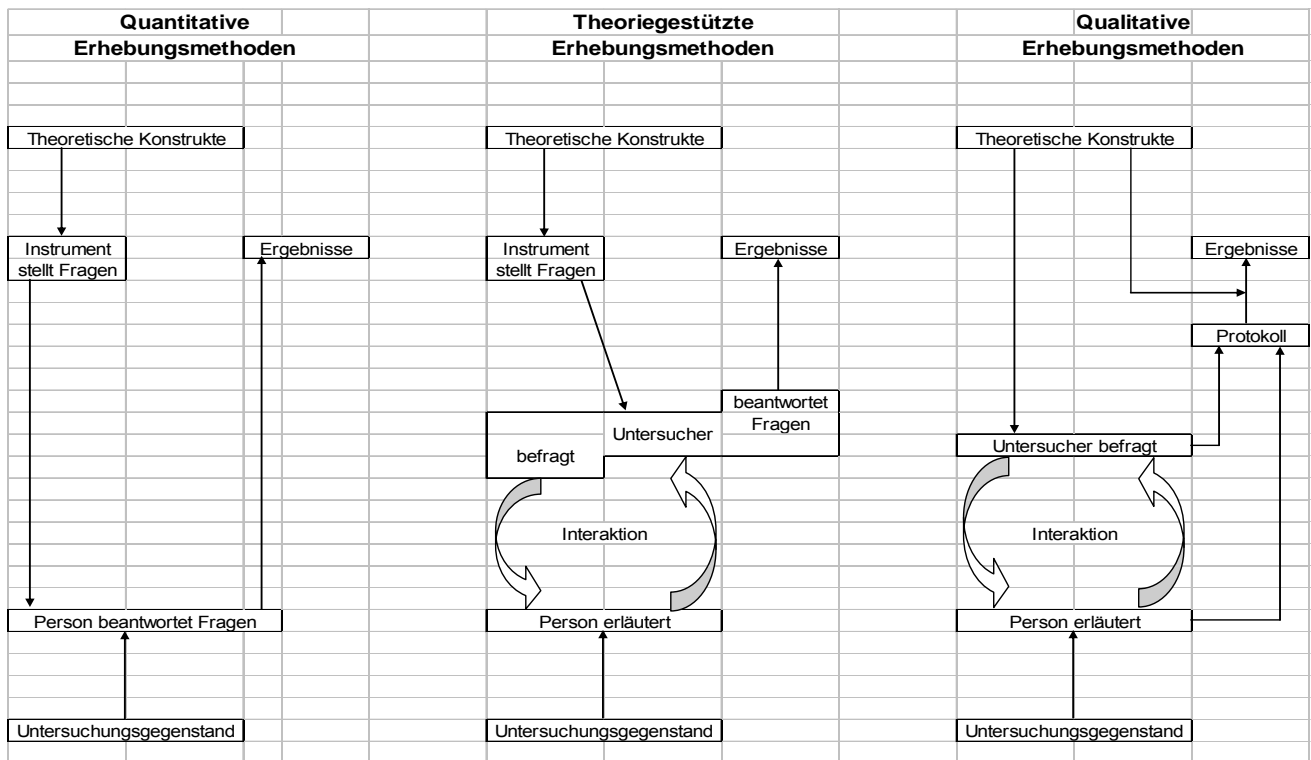 Quantitative
Erhebungsmethoden
Theoretische Konstrukte
Instrument
stellt Fragen
Ergebnisse
Person beantwortet Fragen
Untersuchungsgegenstand
Theoriegestützte
Erhebungsmethoden
Theoretische Konstrukte
Instrument
stellt Fragen
Ergebnisse
beantwortet
Fragen
Untersucher
befragt
Interaktion
Person erläutert
Untersuchungsgegenstand
Qualitative
Erhebungsmethoden
Theoretische Konstrukte
Ergebnisse
Protokoll
Untersucher befragt
Interaktion
Person erläutert
Untersuchungsgegenstand